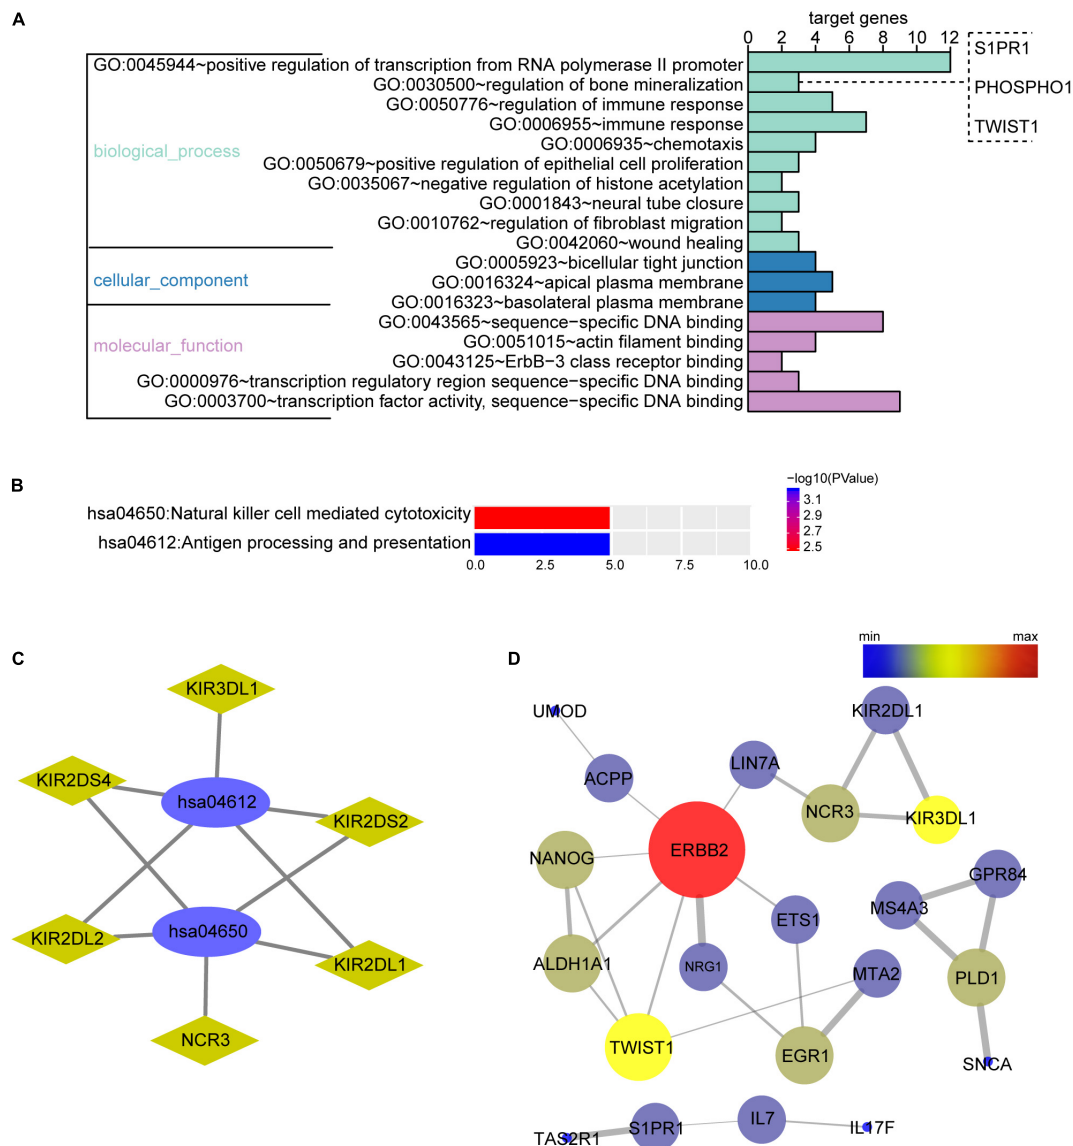 A
target genes
0 2 4 6 8 10 12
S1PR1
PHOSPHO1
TWIST1
GO:0045944~positive regulation of transcription from RNA polymerase II promoter
GO:0030500~regulation of bone mineralization
GO:0050776~regulation of immune response
GO:0006955~immune response
GO:0006935~chemotaxis
GO:0050679~positive regulation of epithelial cell proliferation
GO:0035067~negative regulation of histone acetylation
GO:0001843~neural tube closure
GO:0010762~regulation of fibroblast migration
GO:0042060~wound healing
GO:0005923~bicellular tight junction
GO:0016324~apical plasma membrane
GO:0016323~basolateral plasma membrane
GO:0043565~sequence−specific DNA binding
GO:0051015~actin filament binding
GO:0043125~ErbB−3 class receptor binding
GO:0000976~transcription regulatory region sequence−specific DNA binding
GO:0003700~transcription factor activity, sequence−specific DNA binding
biological_process
cellular_component
molecular_function
B
hsa04650:Natural killer cell mediated cytotoxicity
hsa04612:Antigen processing and presentation
0.0 2.5 5.0 7.5 10.0
−log10(PValue)
3.1
2.9
2.7
2.5
C
KIR3DL1
KIR2DS4
hsa04612
KIR2DS2
hsa04650
KIR2DL2
KIR2DL1
NCR3
D
min max
UMOD
KIR2DL1
ACPP
LIN7A
NCR3
KIR3DL1
ERBB2
NANOG
GPR84
MS4A3
ETS1
ALDH1A1
NRG1
MTA2
PLD1
TWIST1
EGR1
SNCA
TAS2R1
S1PR1
IL7
IL17F